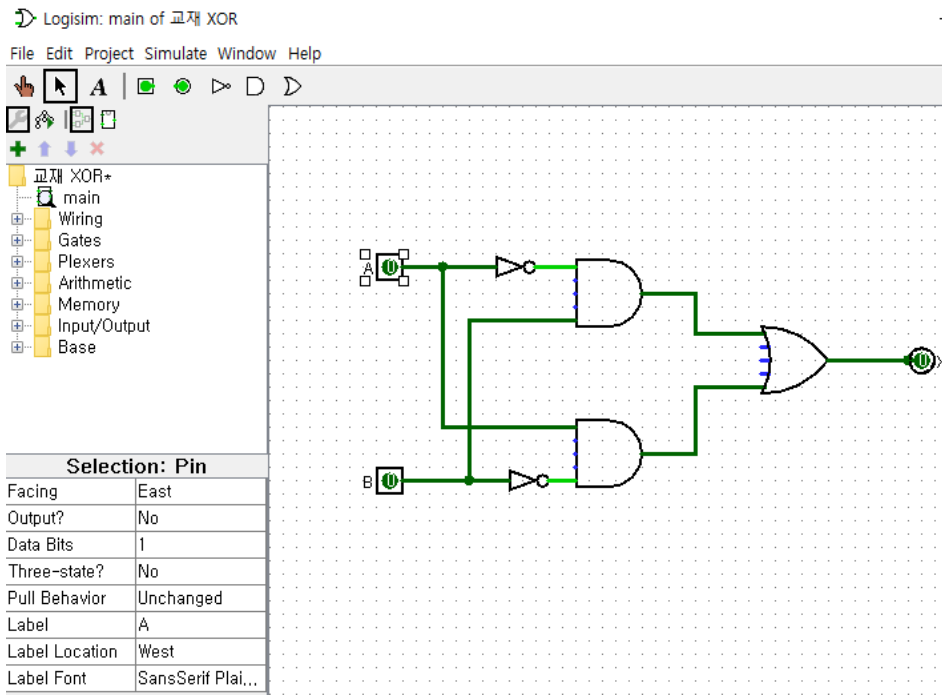 Logisim: main of 교재 XOR
File Edit Project Simulate Window Help
A
교재 XOR*
main
Wiring
Gates
Plexers
Arithmetic
Memory
Input/Output
Base
Selection: Pin
Facing East
Output? No
Data Bits 1
Three-state? No
Pull Behavior Unchanged
Label A
Label Location West
Label Font SansSerif Plai...
A 0
B 0
0